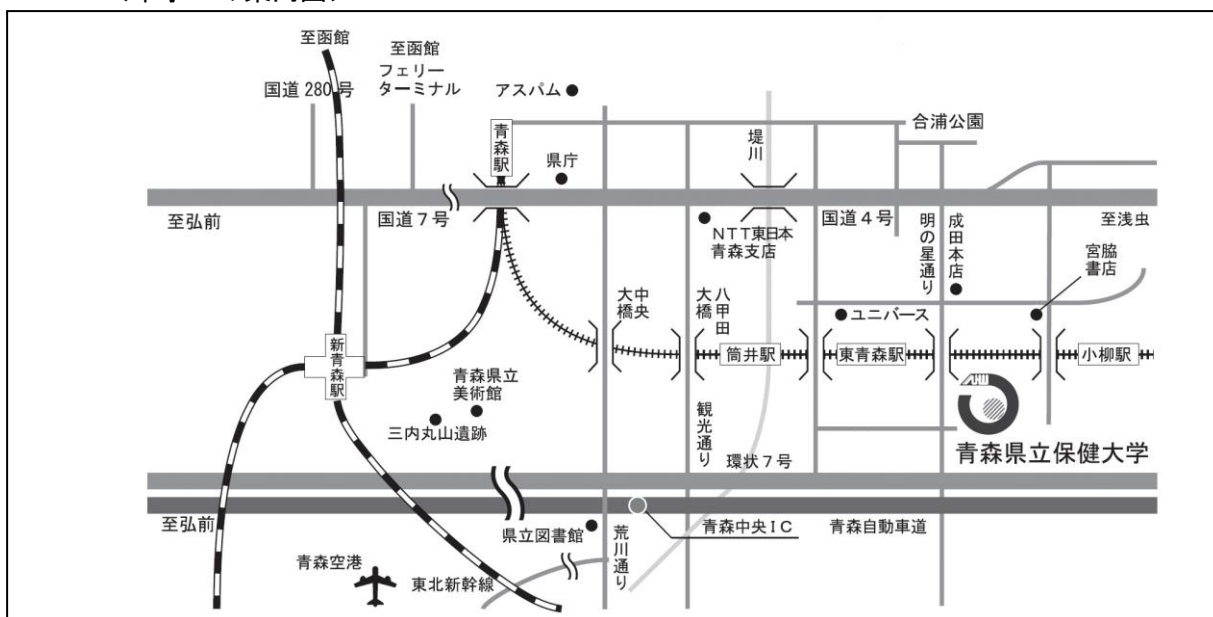 至函館
至函館
フェリー
ターミナル
国道 280 号
アスパム
青森駅
県庁
堤川
合浦公園
至弘前
国道7号
NTT東日本
青森支店
国道4号
明の星通り
成田本店
至浅虫
宮脇
書店
中央
大橋
八甲田
大橋
ユニバース
新青森駅
筒井駅
東青森駅
小柳駅
青森県立
美術館
三内丸山遺跡
観光通り
環状7号
AUHW
青森県立保健大学
至弘前
県立図書館
荒川通り
青森中央IC
青森自動車道
青森空港
東北新幹線